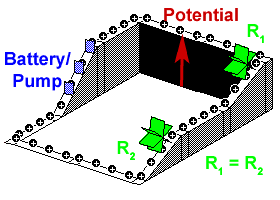 Potential
R₁
Battery/
Pump
R₂
R₁ = R₂